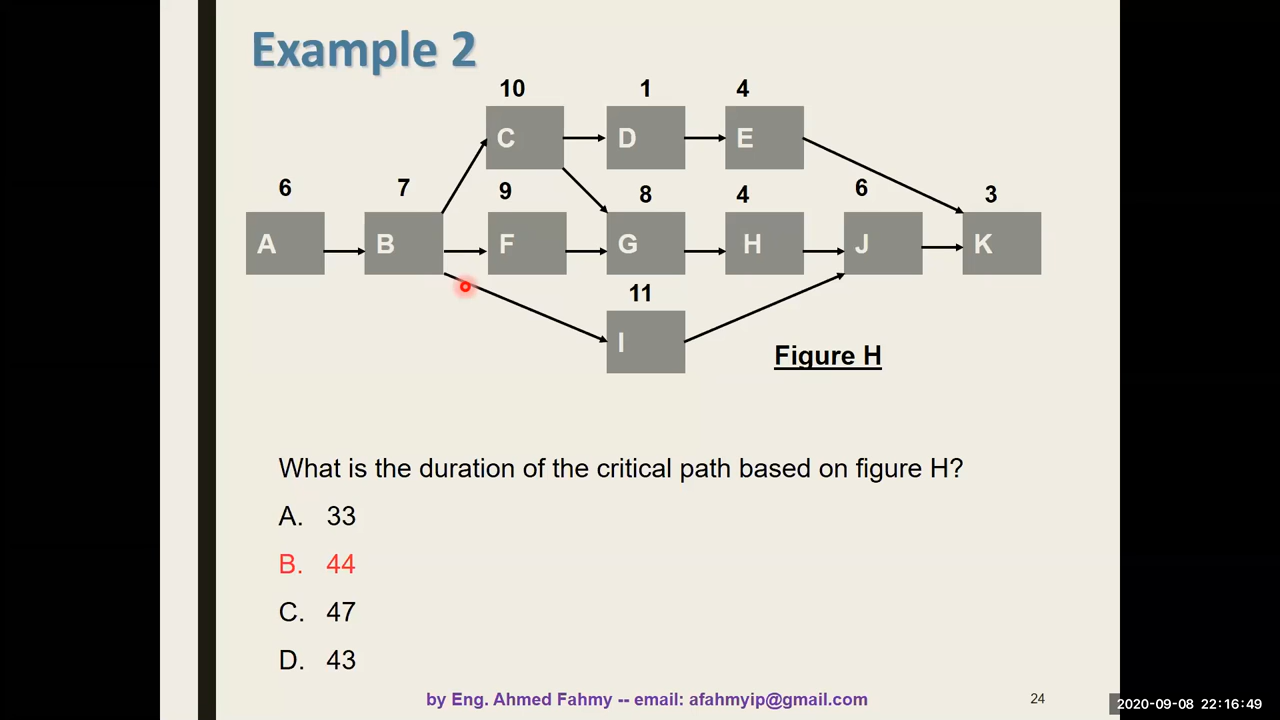 Example 2
10 1 4
C D E
6 7 9 8 4 6 3
A B F G H J K
11
I
Figure H
What is the duration of the critical path based on figure H?
A. 33
B. 44
C. 47
D. 43
by Eng. Ahmed Fahmy -- email: afahmyip@gmail.com
24
2020-09-08 22:16:49